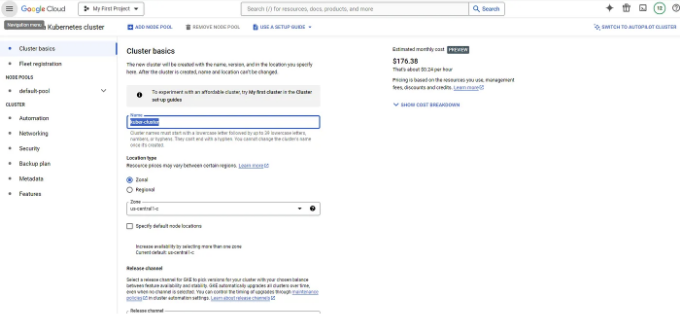 Google Cloud
My First Project
Search (/) for resources, docs, products, and more
Search
Navigation menu
Kubernetes cluster
ADD NODE POOL
REMOVE NODE POOL
USE A SETUP GUIDE
SWITCH TO AUTOPILOT CLUSTER
Cluster basics
Fleet registration
NODE POOLS
default-pool
CLUSTER
Automation
Networking
Security
Backup plan
Metadata
Features
Cluster basics
The new cluster will be created with the name, version, and in the location you specify
here. After the cluster is created, name and location can't be changed.
To experiment with an affordable cluster, try My first cluster in the Cluster
set-up guides
Name
kuber-cluster
Cluster names must start with a lowercase letter followed by up to 39 lowercase letters,
numbers, or hyphens. They can't end with a hyphen. You cannot change the cluster's name
once it's created.
Location type
Resource prices may vary between certain regions. Learn more
Zonal
Regional
Zone
us-central1-c
Specify default node locations
Increase availability by selecting more than one zone
Current default: us-central1-c
Release channel
Select a release channel for GKE to pick versions for your cluster with your chosen balance
between feature availability and stability. GKE automatically upgrades all clusters over time,
even when no channel is selected. You can control the timing of upgrades through maintenance
policies in cluster automation settings. Learn about release channels
Release channel
Estimated monthly cost PREVIEW
$176.38
That's about $0.24 per hour
Pricing is based on the resources you use, management
fees, discounts and credits. Learn more
SHOW COST BREAKDOWN